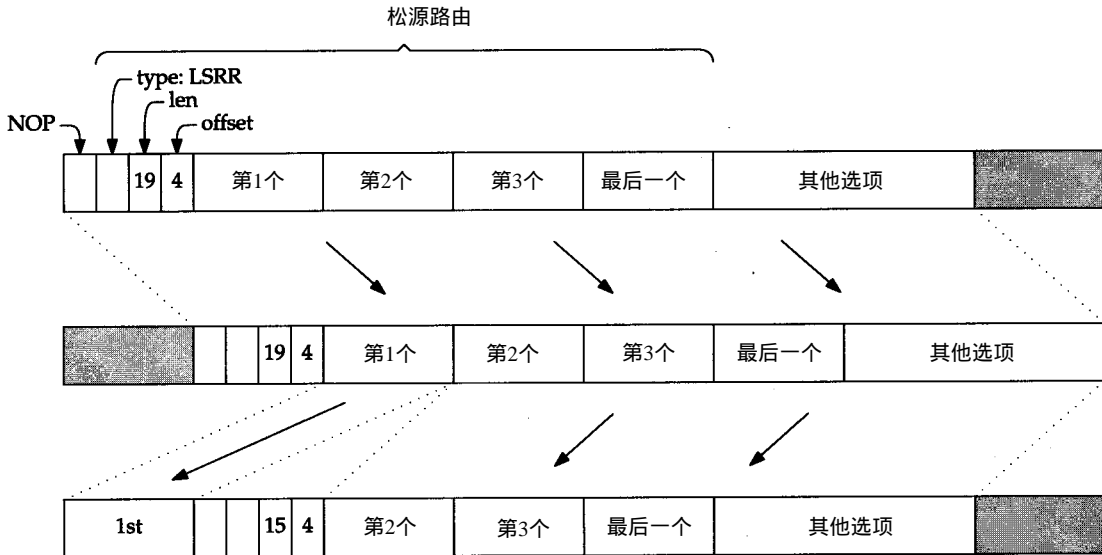 松源路由
type: LSRR
len
NOP
offset
19 4 第1个 第2个 第3个 最后一个 其他选项
19 4 第1个 第2个 第3个 最后一个 其他选项
1st 15 4 第2个 第3个 最后一个 其他选项